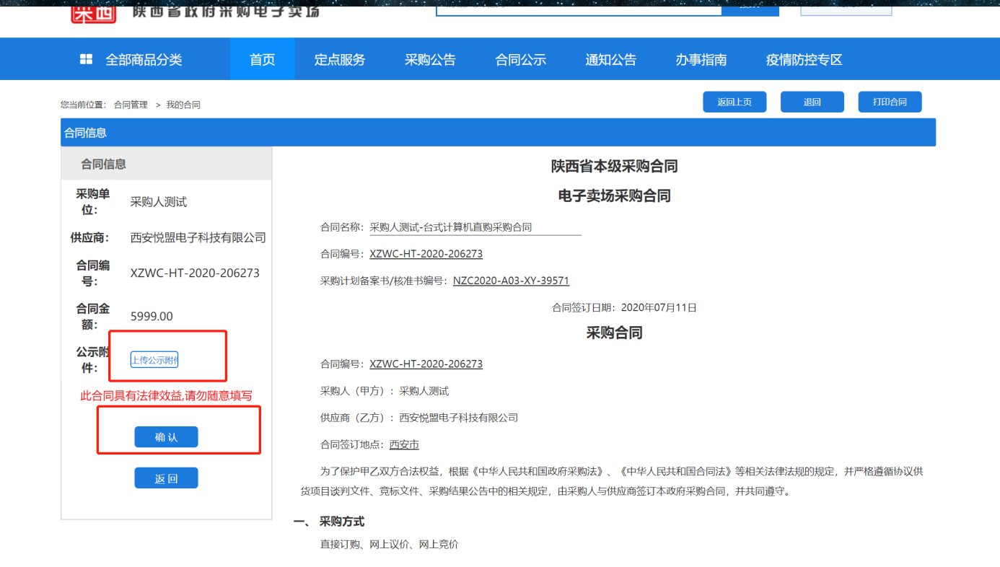 采西 陕西省政府采购电子卖场
全部商品分类 首页 定点服务 采购公告 合同公示 通知公告 办事指南 疫情防控专区
您当前位置： 合同管理 > 我的合同 返回上页 退回 打印合同
合同信息
合同信息
采购单位： 采购人测试
供应商： 西安悦盟电子科技有限公司
合同编号： XZWC-HT-2020-206273
合同金额： 5999.00
公示附件： 上传公示附件
此合同具有法律效益,请勿随意填写
确 认
返 回
陕西省本级采购合同
电子卖场采购合同
合同名称： 采购人测试-台式计算机直购采购合同
合同编号： XZWC-HT-2020-206273
采购计划备案书/核准书编号： NZC2020-A03-XY-39571
合同签订日期： 2020年07月11日
采购合同
合同编号： XZWC-HT-2020-206273
采购人（甲方）： 采购人测试
供应商（乙方）： 西安悦盟电子科技有限公司
合同签订地点： 西安市
为了保护甲乙双方合法权益，根据《中华人民共和国政府采购法》、《中华人民共和国合同法》等相关法律法规的规定，并严格遵循协议供
货项目谈判文件、竞标文件、采购结果公告中的相关规定，由采购人与供应商签订本政府采购合同，并共同遵守。
一、 采购方式
直接订购、网上议价、网上竞价